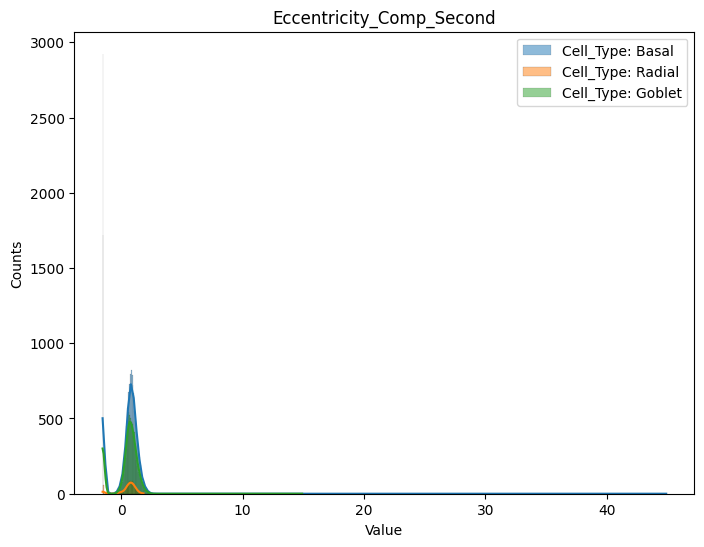 Eccentricity_Comp_Second
Cell_Type: Basal
Cell_Type: Radial
Cell_Type: Goblet
Counts
3000
2500
2000
1500
1000
500
0
0 10 20 30 40
Value